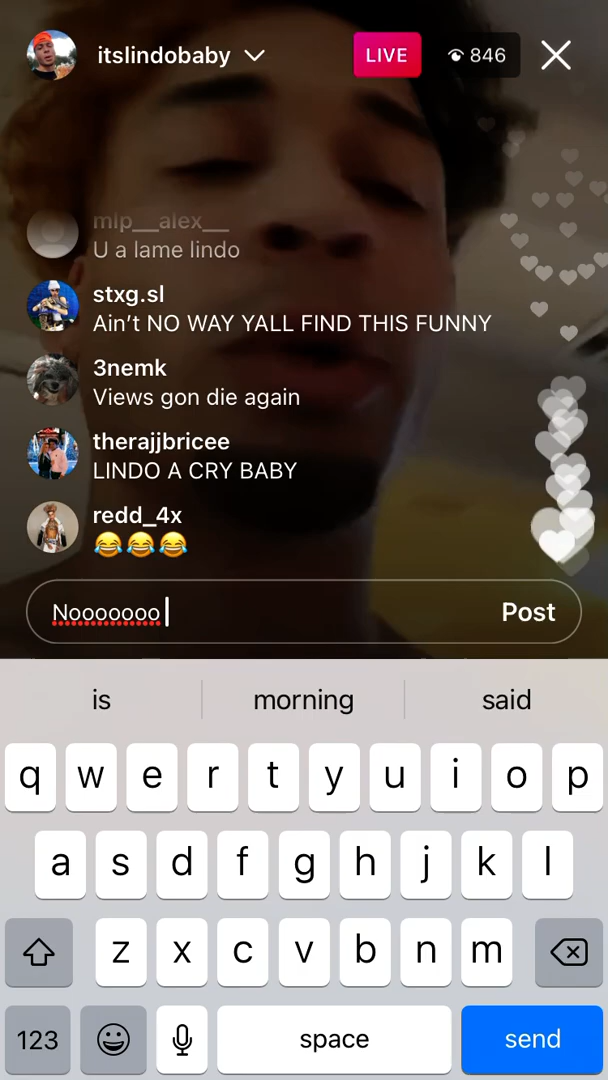 itslindobaby
LIVE
846
mlp__alex__
U a lame lindo
stxg.sl
Ain't NO WAY YALL FIND THIS FUNNY
3nemk
Views gon die again
therajjbricee
LINDO A CRY BABY
redd_4x
😂😂😂
Nooooooo
Post
is morning said
q w e r t y u i o p
a s d f g h j k l
z x c v b n m
123 space send